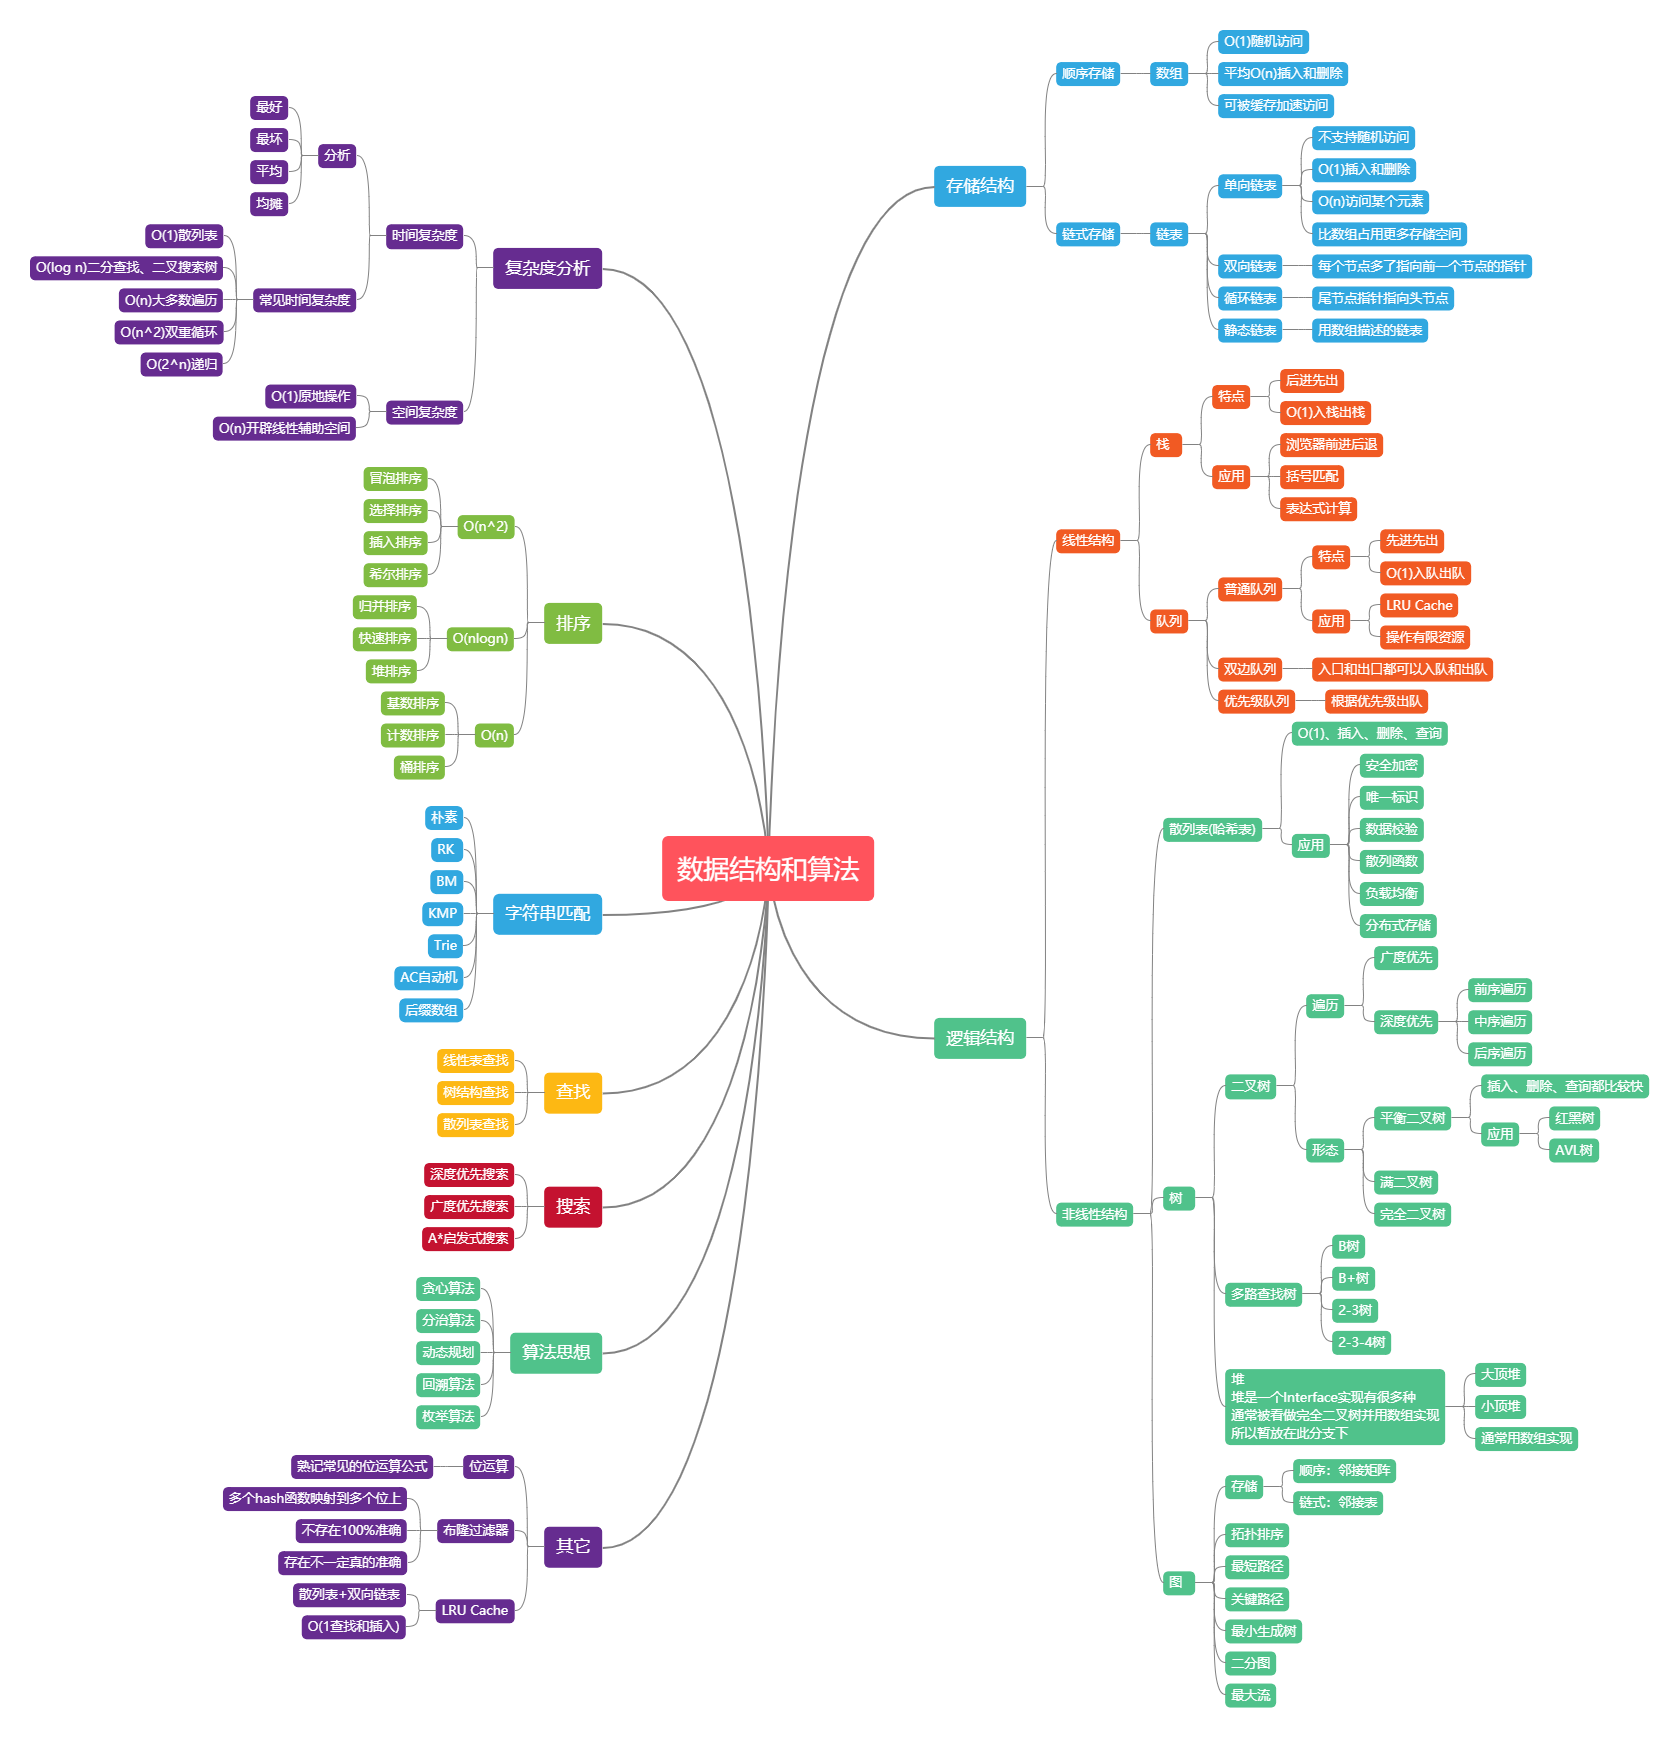 数据结构和算法
存储结构
顺序存储
数组
O(1)随机访问
平均O(n)插入和删除
可被缓存加速访问
链式存储
链表
单向链表
不支持随机访问
O(1)插入和删除
O(n)访问某个元素
比数组占用更多存储空间
双向链表
每个节点多了指向前一个节点的指针
循环链表
尾节点指针指向头节点
静态链表
用数组描述的链表
逻辑结构
线性结构
栈
特点
后进先出
O(1)入栈出栈
应用
浏览器前进后退
括号匹配
表达式计算
队列
普通队列
特点
先进先出
O(1)入队出队
应用
LRU Cache
操作有限资源
双边队列
入口和出口都可以入队和出队
优先级队列
根据优先级出队
非线性结构
散列表(哈希表)
O(1)、插入、删除、查询
应用
安全加密
唯一标识
数据校验
散列函数
负载均衡
分布式存储
树
二叉树
遍历
广度优先
深度优先
前序遍历
中序遍历
后序遍历
形态
平衡二叉树
插入、删除、查询都比较快
应用
红黑树
AVL树
满二叉树
完全二叉树
多路查找树
B树
B+树
2-3树
2-3-4树
堆
堆是一个Interface实现有很多种
通常被看做完全二叉树并用数组实现
所以暂放在此分支下
大顶堆
小顶堆
通常用数组实现
图
存储
顺序：邻接矩阵
链式：邻接表
拓扑排序
最短路径
关键路径
最小生成树
二分图
最大流
复杂度分析
时间复杂度
分析
最好
最坏
平均
均摊
常见时间复杂度
O(1)散列表
O(log n)二分查找、二叉搜索树
O(n)大多数遍历
O(n^2)双重循环
O(2^n)递归
空间复杂度
O(1)原地操作
O(n)开辟线性辅助空间
排序
O(n^2)
冒泡排序
选择排序
插入排序
希尔排序
O(nlogn)
归并排序
快速排序
堆排序
O(n)
基数排序
计数排序
桶排序
字符串匹配
朴素
RK
BM
KMP
Trie
AC自动机
后缀数组
查找
线性表查找
树结构查找
散列表查找
搜索
深度优先搜索
广度优先搜索
A*启发式搜索
算法思想
贪心算法
分治算法
动态规划
回溯算法
枚举算法
其它
位运算
熟记常见的位运算公式
布隆过滤器
多个hash函数映射到多个位上
不存在100%准确
存在不一定真的准确
LRU Cache
散列表+双向链表
O(1查找和插入)